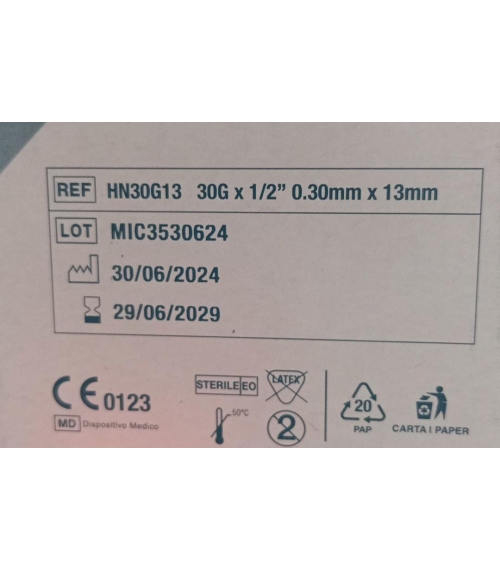 REF HN30G13 30G x 1/2” 0.30mm x 13mm
LOT MIC3530624
30/06/2024
29/06/2029
CE 0123
MD Dispositivo Medico
STERILE EO
LATEX
50°C
2
20
PAP
CARTA | PAPER